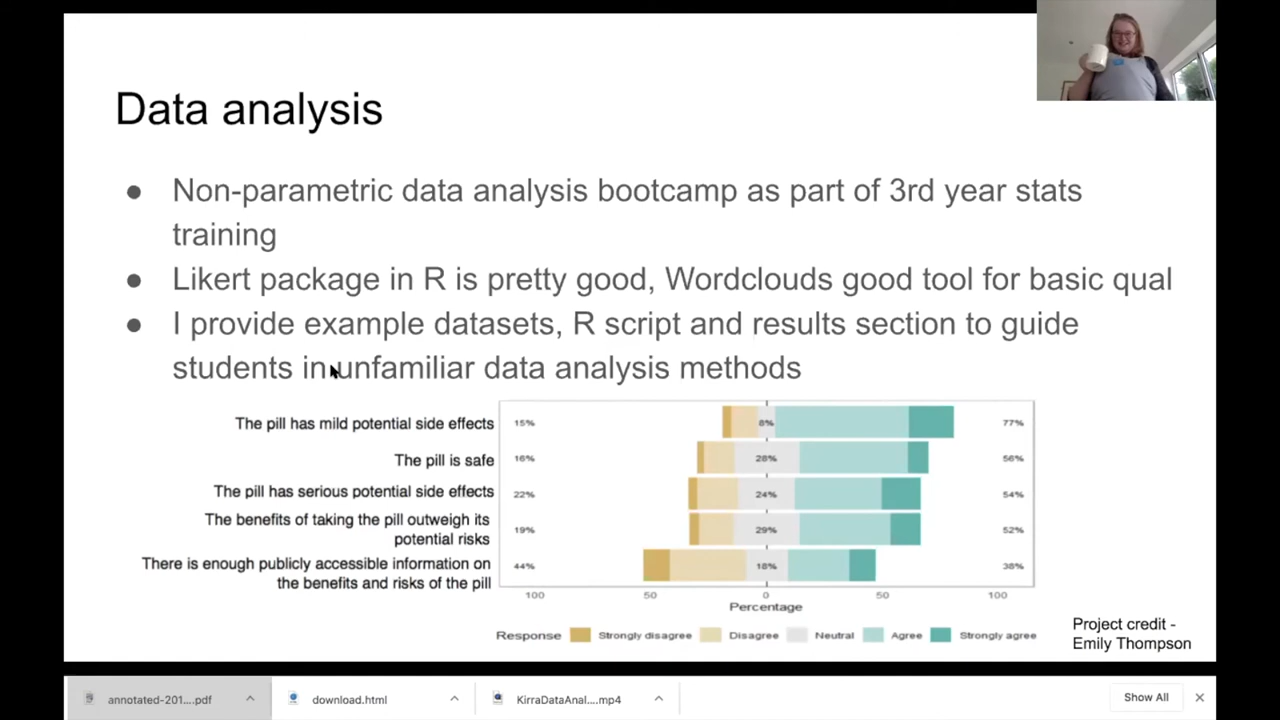 Data analysis
● Non-parametric data analysis bootcamp as part of 3rd year stats
training
● Likert package in R is pretty good, Wordclouds good tool for basic qual
● I provide example datasets, R script and results section to guide
students in unfamiliar data analysis methods
The pill has mild potential side effects 15% 8% 77%
The pill is safe 16% 28% 56%
The pill has serious potential side effects 22% 24% 54%
The benefits of taking the pill outweigh its
potential risks 19% 29% 52%
There is enough publicly accessible information on
the benefits and risks of the pill 44% 18% 38%
100 50 0 50 100
Percentage
Response Strongly disagree Disagree Neutral Agree Strongly agree
Project credit -
Emily Thompson
annotated-201....pdf download.html KirraDataAnal....mp4 Show All